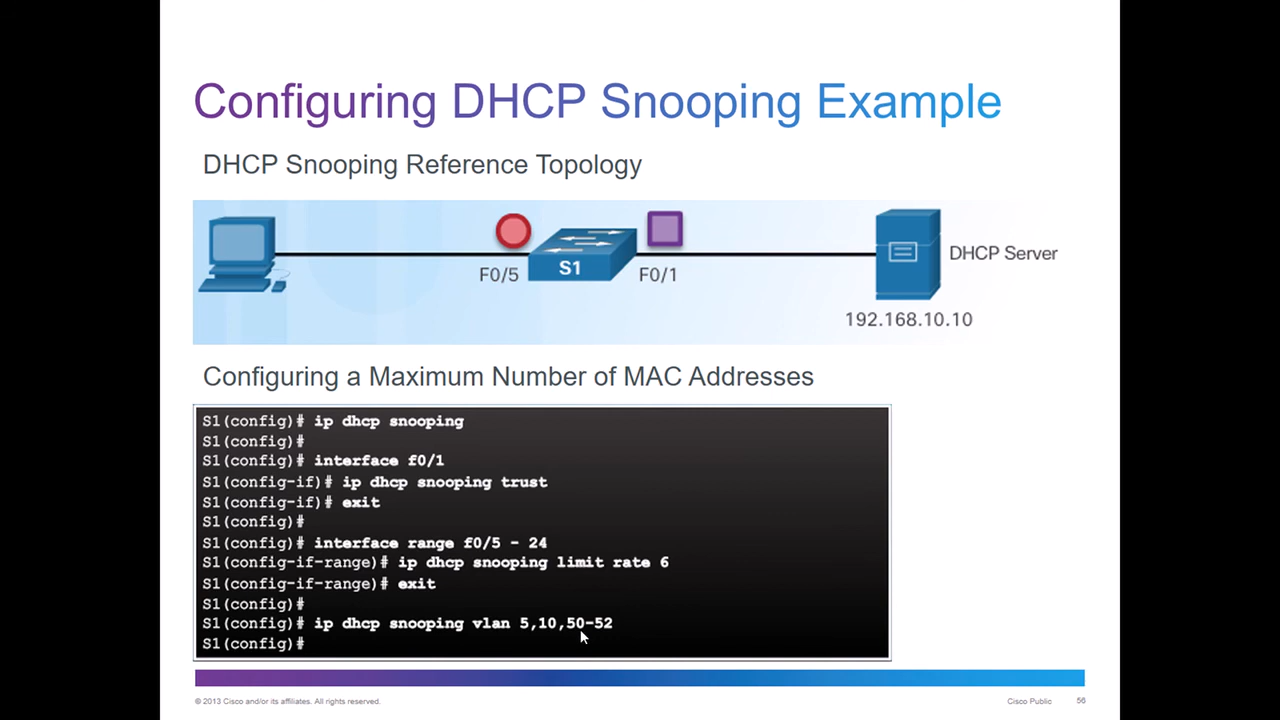 Configuring DHCP Snooping Example
DHCP Snooping Reference Topology
F0/5
S1
F0/1
DHCP Server
192.168.10.10
Configuring a Maximum Number of MAC Addresses
S1(config)# ip dhcp snooping
S1(config)#
S1(config)# interface f0/1
S1(config-if)# ip dhcp snooping trust
S1(config-if)# exit
S1(config)#
S1(config)# interface range f0/5 - 24
S1(config-if-range)# ip dhcp snooping limit rate 6
S1(config-if-range)# exit
S1(config)#
S1(config)# ip dhcp snooping vlan 5,10,50-52
S1(config)#
© 2013 Cisco and/or its affiliates. All rights reserved.
Cisco Public
56